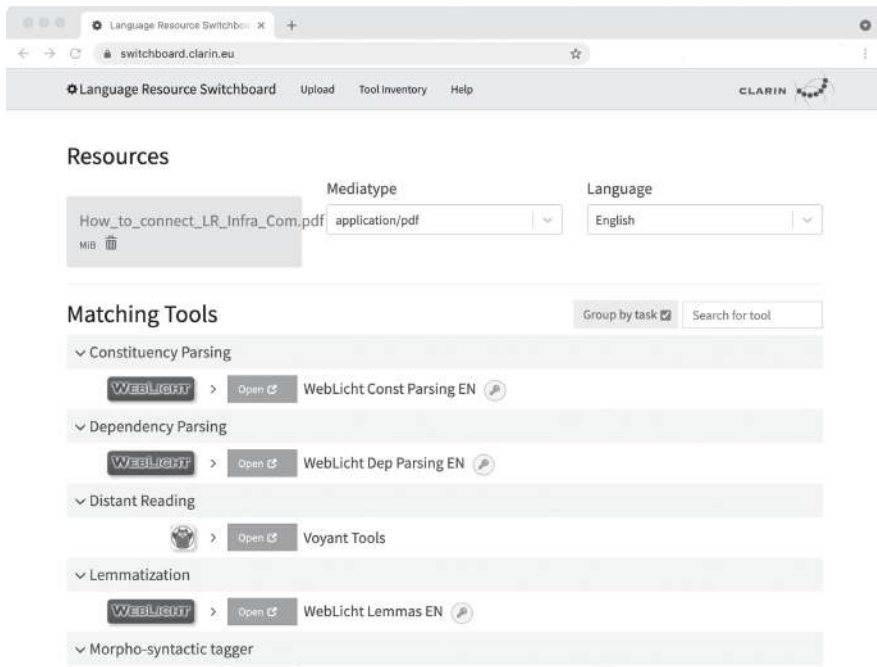 Language Resource Switchboa
switchboard.clarin.eu
Language Resource Switchboard Upload Tool Inventory Help CLARIN
Resources
Mediatype Language
How_to_connect_LR_Infra_Com.pdf application/pdf English
MiB
Matching Tools Group by task Search for tool
Constituency Parsing
WEBLICHT Open WebLicht Const Parsing EN
Dependency Parsing
WEBLICHT Open WebLicht Dep Parsing EN
Distant Reading
Open Voyant Tools
Lemmatization
WEBLICHT Open WebLicht Lemmas EN
Morpho-syntactic tagger